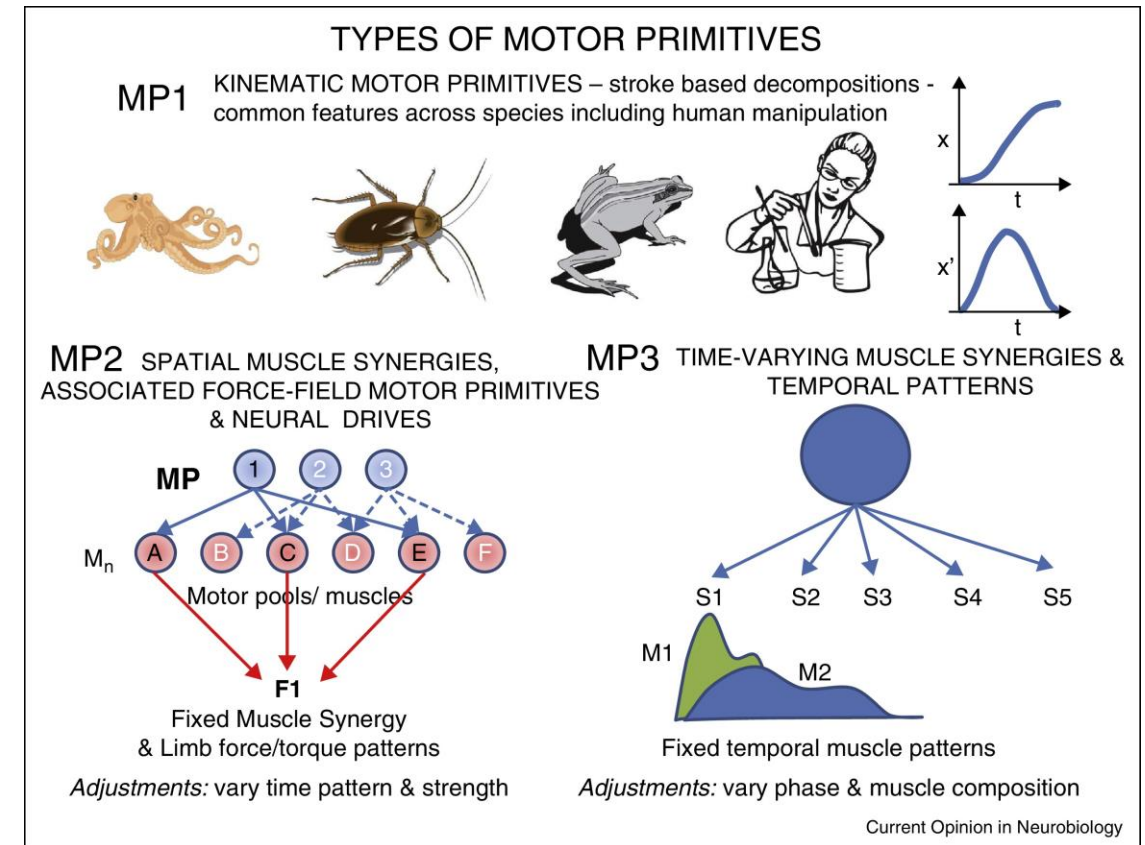 TYPES OF MOTOR PRIMITIVES
MP1 KINEMATIC MOTOR PRIMITIVES – stroke based decompositions -
common features across species including human manipulation
x
t
x'
t
MP2 SPATIAL MUSCLE SYNERGIES,
ASSOCIATED FORCE-FIELD MOTOR PRIMITIVES
& NEURAL DRIVES
MP 1 2 3
Mn A B C D E F
Motor pools/ muscles
F1
Fixed Muscle Synergy
& Limb force/torque patterns
Adjustments: vary time pattern & strength
MP3 TIME-VARYING MUSCLE SYNERGIES &
TEMPORAL PATTERNS
S1 S2 S3 S4 S5
M1
M2
Fixed temporal muscle patterns
Adjustments: vary phase & muscle composition
Current Opinion in Neurobiology